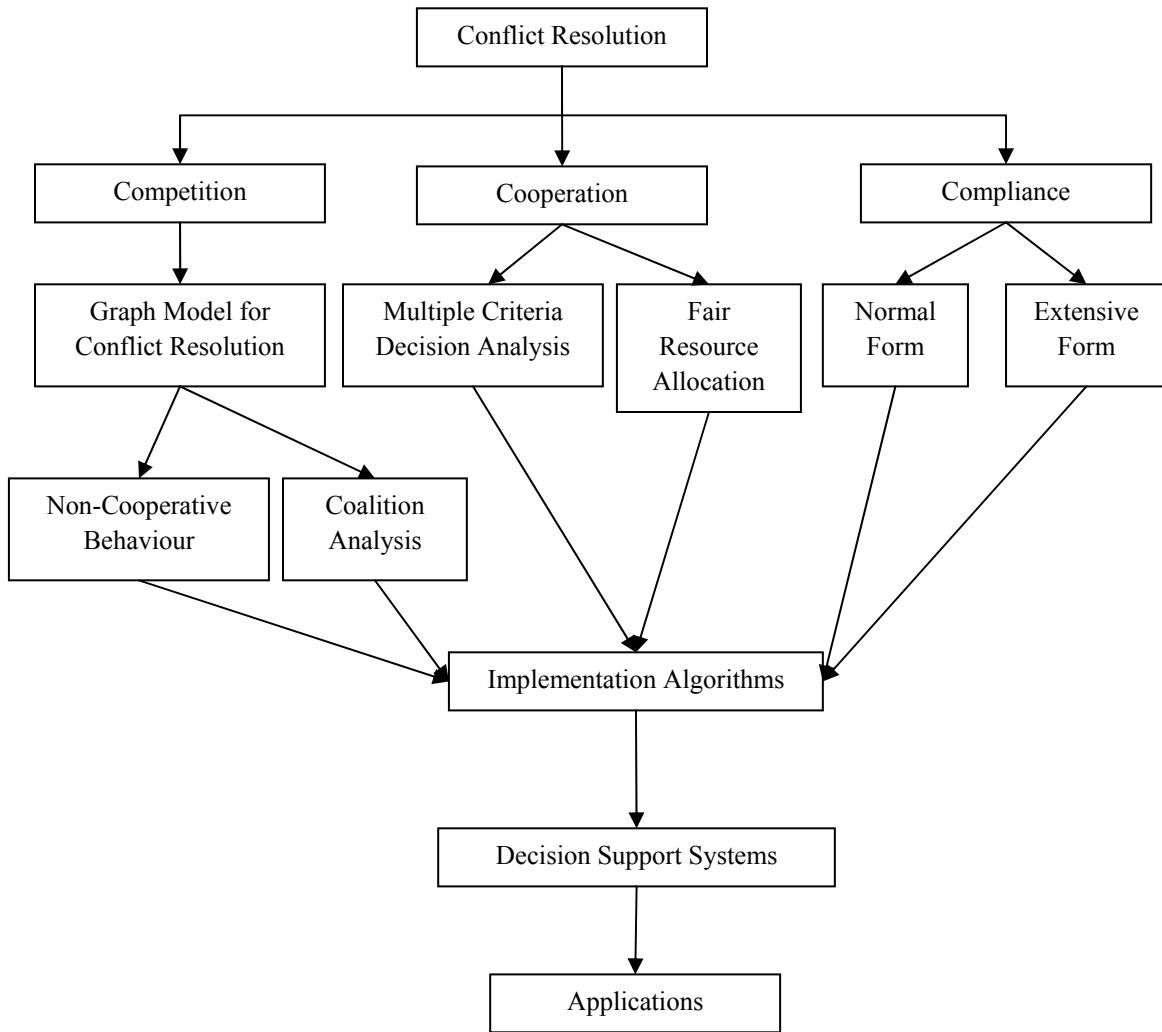 Conflict Resolution
Competition
Cooperation
Compliance
Graph Model for
Conflict Resolution
Multiple Criteria
Decision Analysis
Fair
Resource
Allocation
Normal
Form
Extensive
Form
Non-Cooperative
Behaviour
Coalition
Analysis
Implementation Algorithms
Decision Support Systems
Applications